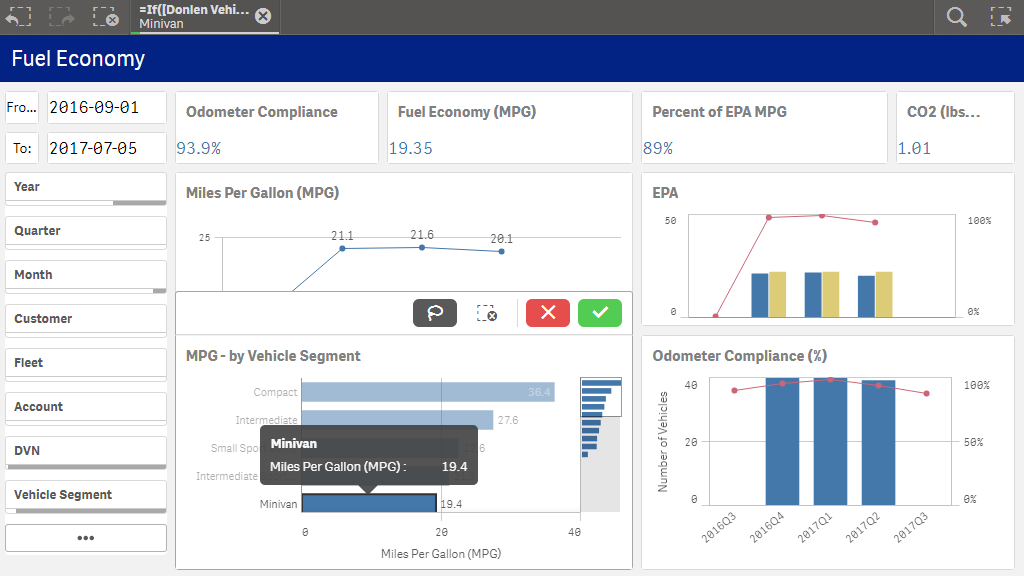 =If([Donlen Vehi...
Minivan
Fuel Economy
Fro...
2016-09-01
To:
2017-07-05
Odometer Compliance
93.9%
Fuel Economy (MPG)
19.35
Percent of EPA MPG
89%
CO2 (lbs...
1.01
Year
Quarter
Month
Customer
Fleet
Account
DVN
Vehicle Segment
•••
Miles Per Gallon (MPG)
25
21.1
21.6
20.1
EPA
50
100%
0
0%
MPG - by Vehicle Segment
Compact
36.4
Intermediate
27.6
Small Spo
Intermediate
Minivan
Miles Per Gallon (MPG) :
19.4
Minivan
19.4
0
20
40
Miles Per Gallon (MPG)
Odometer Compliance (%)
Number of Vehicles
40
20
0
100%
50%
0%
2016Q3
2016Q4
2017Q1
2017Q2
2017Q3